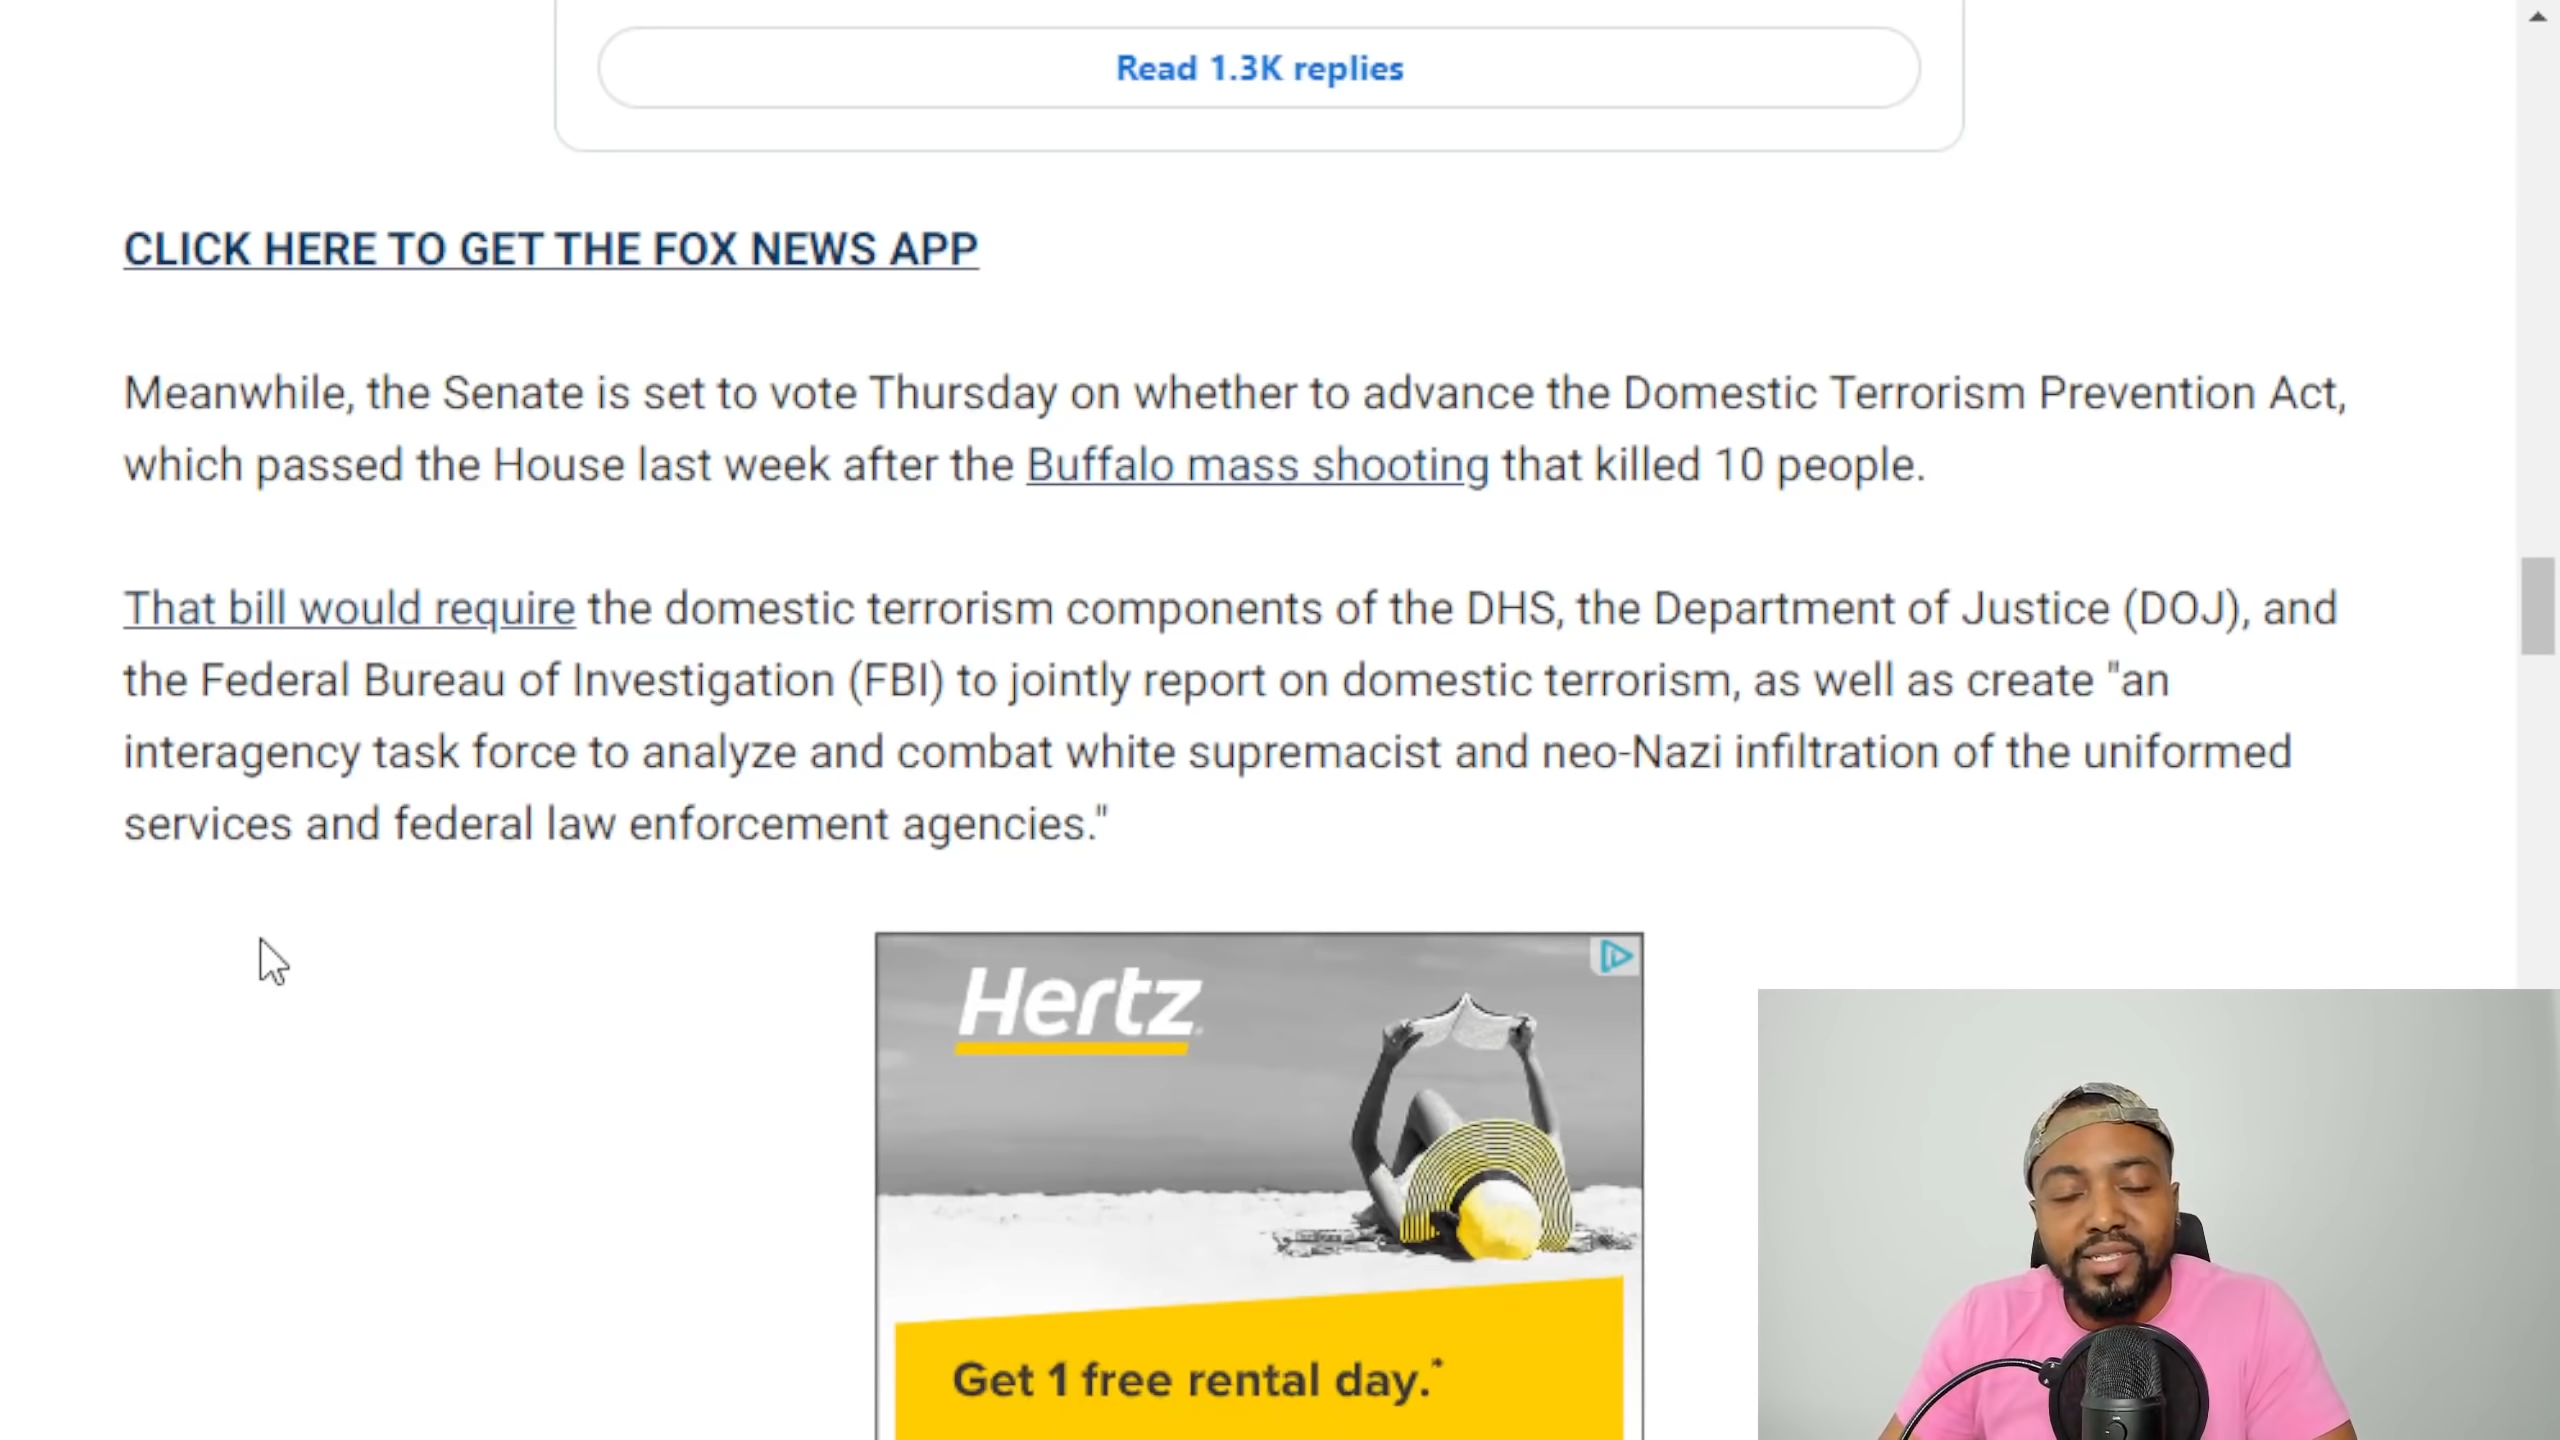 Read 1.3K replies
CLICK HERE TO GET THE FOX NEWS APP
Meanwhile, the Senate is set to vote Thursday on whether to advance the Domestic Terrorism Prevention Act,
which passed the House last week after the Buffalo mass shooting that killed 10 people.
That bill would require the domestic terrorism components of the DHS, the Department of Justice (DOJ), and
the Federal Bureau of Investigation (FBI) to jointly report on domestic terrorism, as well as create "an
interagency task force to analyze and combat white supremacist and neo-Nazi infiltration of the uniformed
services and federal law enforcement agencies."
Hertz
Get 1 free rental day.*